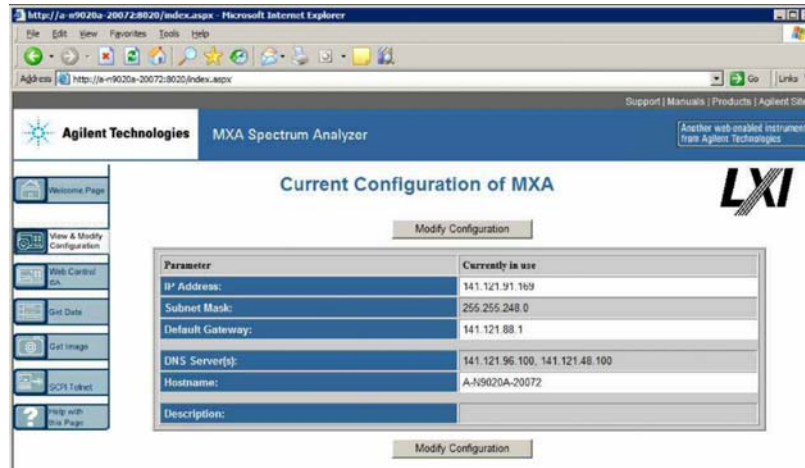 http://a-n9020a-20072:8020/index.aspx - Microsoft Internet Explorer
File Edit View Favorites Tools Help
Address http://a-n9020a-20072:8020/index.aspx Go Links
Support | Manuals | Products | Agilent Site
Agilent Technologies MXA Spectrum Analyzer
Another web-enabled instrument
from Agilent Technologies
Welcome Page
Current Configuration of MXA
LXI
Modify Configuration
View & Modify
Configuration
Web Control
SA
Get Data
Get Image
SCPI Telnet
Help with
this Page
Parameter Currently in use
IP Address: 141.121.91.169
Subnet Mask: 255.255.248.0
Default Gateway: 141.121.88.1
DNS Server(s): 141.121.96.100, 141.121.48.100
Hostname: A-N9020A-20072
Description:
Modify Configuration